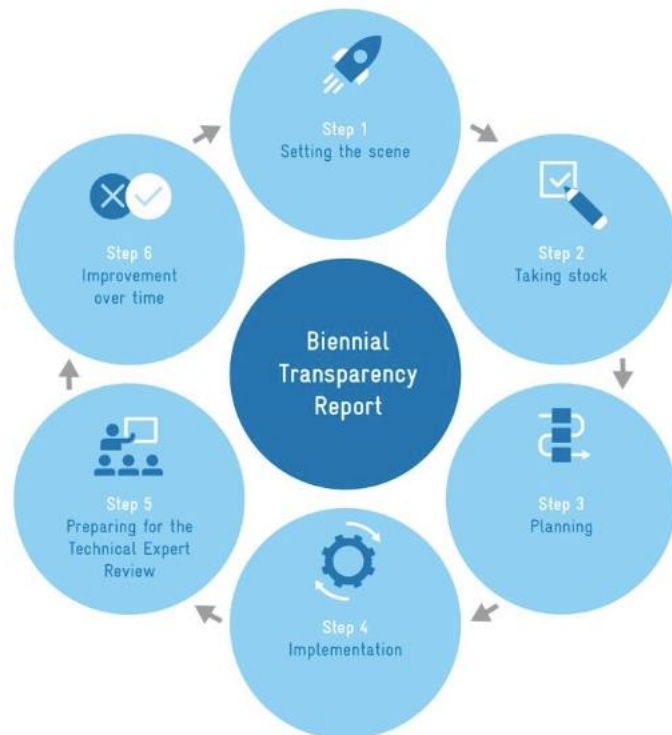 Step 1
Setting the scene
Step 2
Taking stock
Step 3
Planning
Step 4
Implementation
Step 5
Preparing for the
Technical Expert
Review
Step 6
Improvement
over time
Biennial
Transparency
Report